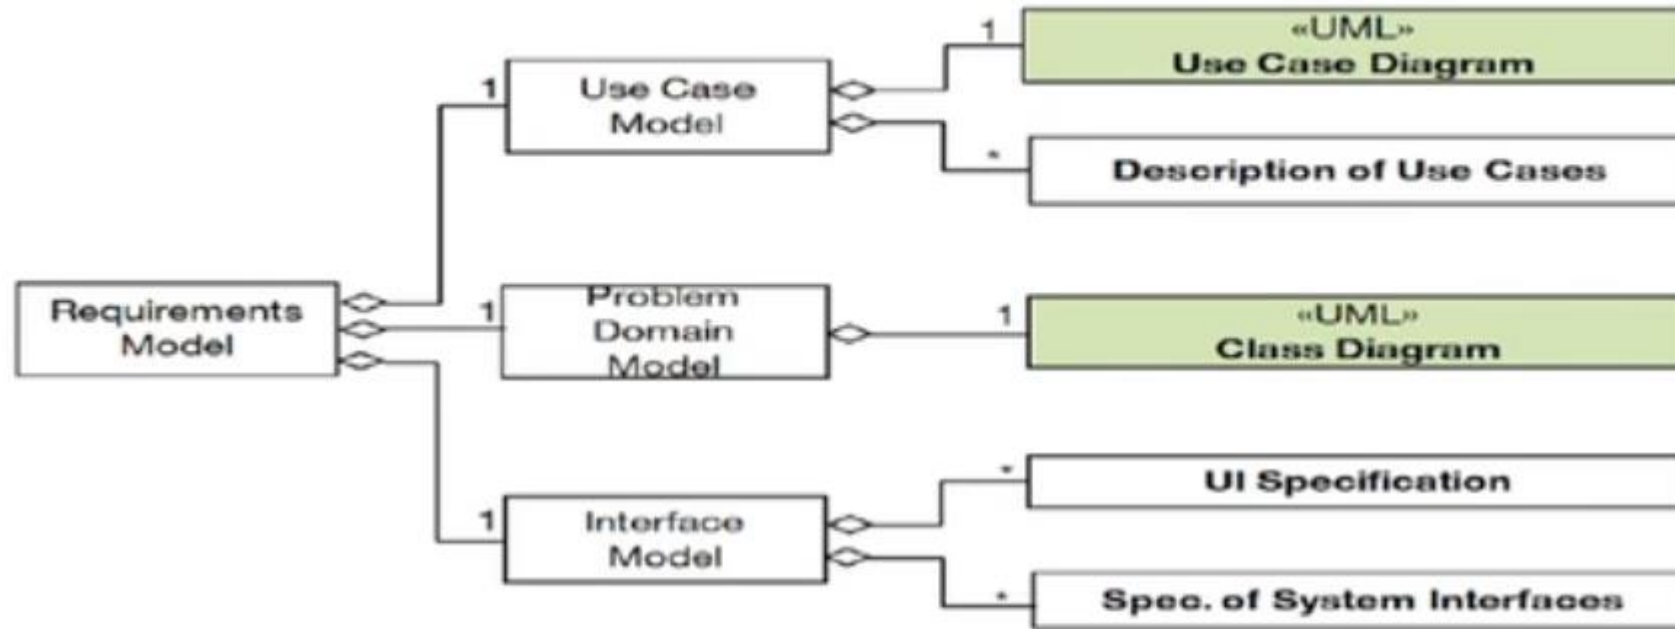 1
«UML»
Use Case Diagram
1
Use Case
Model
*
Description of Use Cases
Requirements
Model
1
Problem
Domain
Model
1
«UML»
Class Diagram
*
UI Specification
1
Interface
Model
*
Spec. of System Interfaces